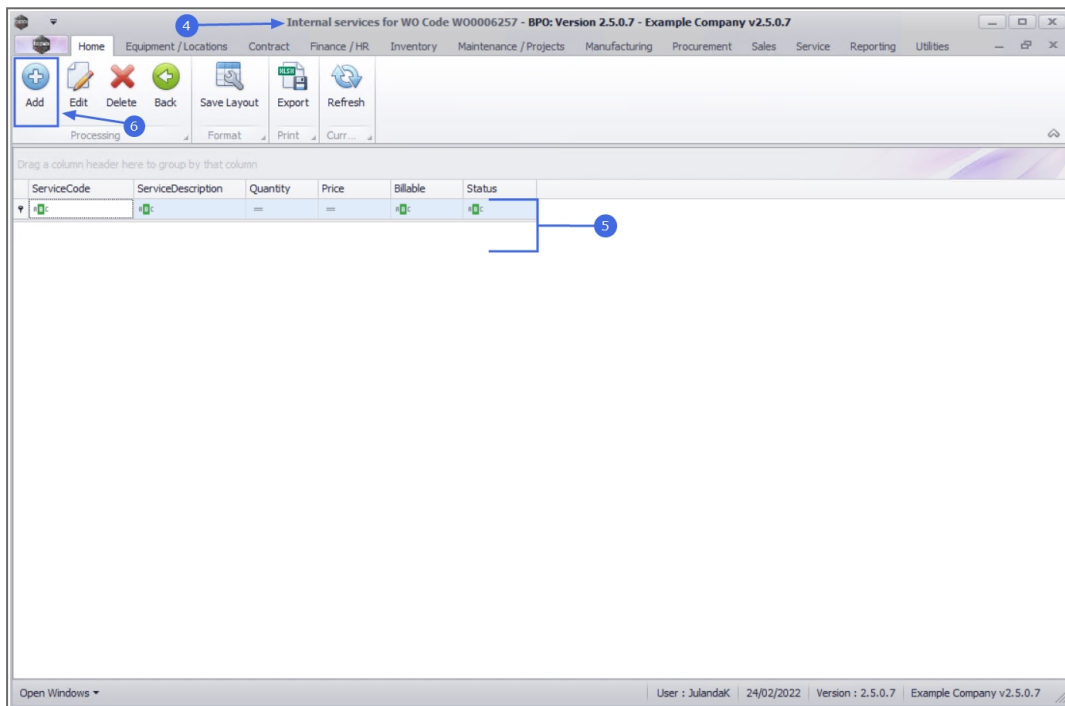 4
Internal services for WO Code WO0006257 - BPO: Version 2.5.0.7 - Example Company v2.5.0.7
Home Equipment / Locations Contract Finance / HR Inventory Maintenance / Projects Manufacturing Procurement Sales Service Reporting Utilities
XLSX
Add Edit Delete Back Save Layout Export Refresh
6
Processing Format Print Curr...
Drag a column header here to group by that column
ServiceCode ServiceDescription Quantity Price Billable Status
5
Open Windows User : JulandaK 24/02/2022 Version : 2.5.0.7 Example Company v2.5.0.7